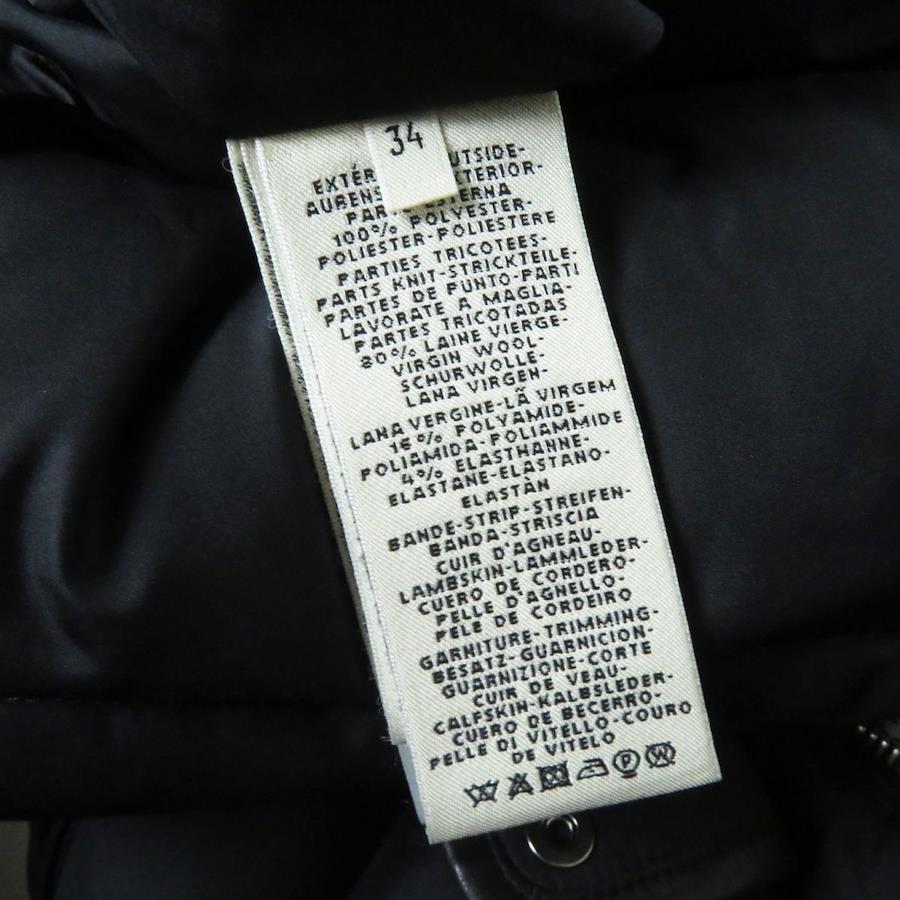 34
UTSIDE-
EXTÉR TERIOR-
AUßENS
PAR STERNA
100% POLYESTER-
POLIESTER-POLIESTERE
PARTIES TRICOTEES-
PARTS KNIT-STRICKTEILE-
PARTES DE PUNTO-PARTI
LAVORATE A MAGLIA-
PARTES TRICOTADAS
80% LAINE VIERGE-
VIRGIN WOOL-
SCHURWOLLE-
LANA VIRGEN-
LANA VERGINE-LÃ VIRGEM
16% POLYAMIDE-
POLIAMIDA-POLIAMMIDE
4% ELASTHANNE-
ELASTANE-ELASTANO-
ELASTÀN
BANDE-STRIP-STREIFEN-
BANDA-STRISCIA
CUIR D'AGNEAU-
LAMBSKIN-LAMMLEDER-
CUERO DE CORDERO-
PELLE D'AGNELLO-
PELE DE CORDEIRO
GARNITURE-TRIMMING-
BESATZ-GUARNICION-
GUARNIZIONE-CORTE
CUIR DE VEAU-
CALFSKIN-KALBSLEDER-
CUERO DE BECERRO-
PELLE DI VITELLO-COURO
DE VITELO
P W